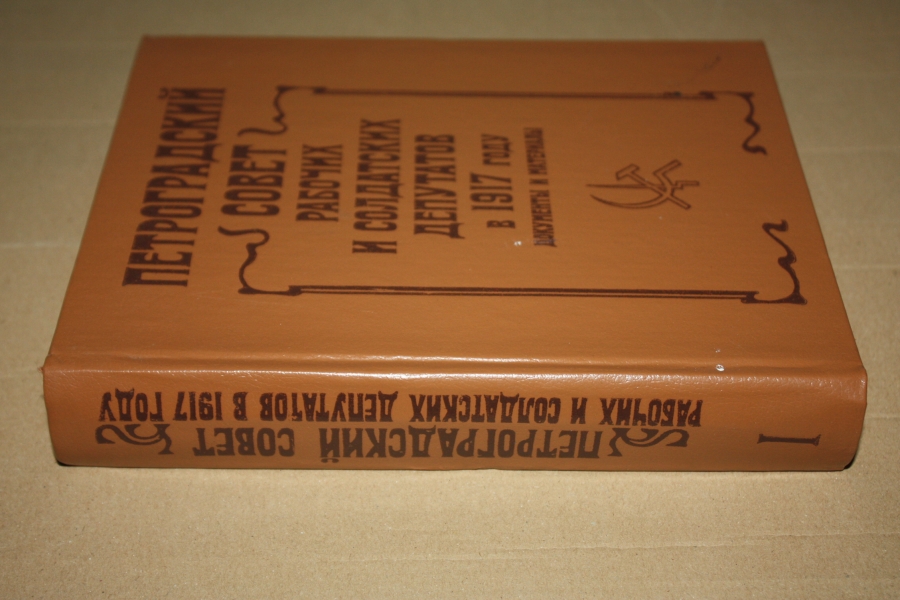 ПЕТРОГРАДСКИЙ
СОВЕТ
РАБОЧИХ
И СОЛДАТСКИХ
ДЕПУТАТОВ
В 1917 ГОДУ
ДОКУМЕНТЫ И МАТЕРИАЛЫ
ПЕТРОГРАДСКИЙ СОВЕТ
РАБОЧИХ И СОЛДАТСКИХ ДЕПУТАТОВ В 1917 ГОДУ
I